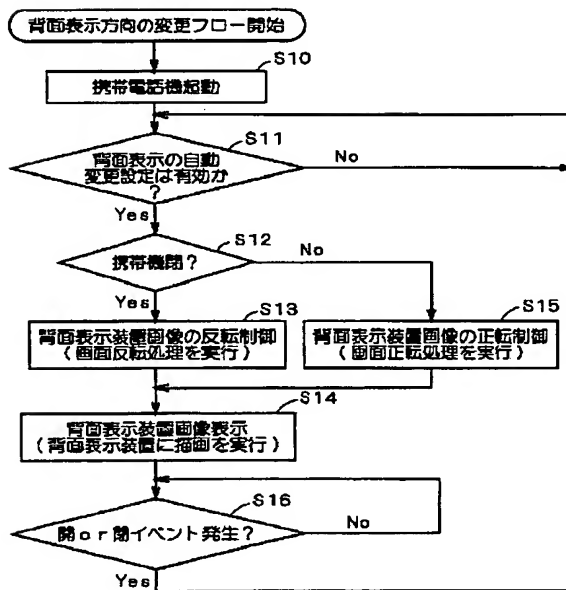 背面表示方向の変更フロー開始
S10
携帯電話機起動
S11
背面表示の自動
変更設定は有効か
?
No
Yes
S12
携帯機閉?
No
Yes
S13
背面表示装置画像の反転制御
(画面反転処理を実行)
S15
背面表示装置画像の正転制御
(画面正転処理を実行)
S14
背面表示装置画像表示
(背面表示装置に描画を実行)
S16
開or閉イベント発生?
No
Yes